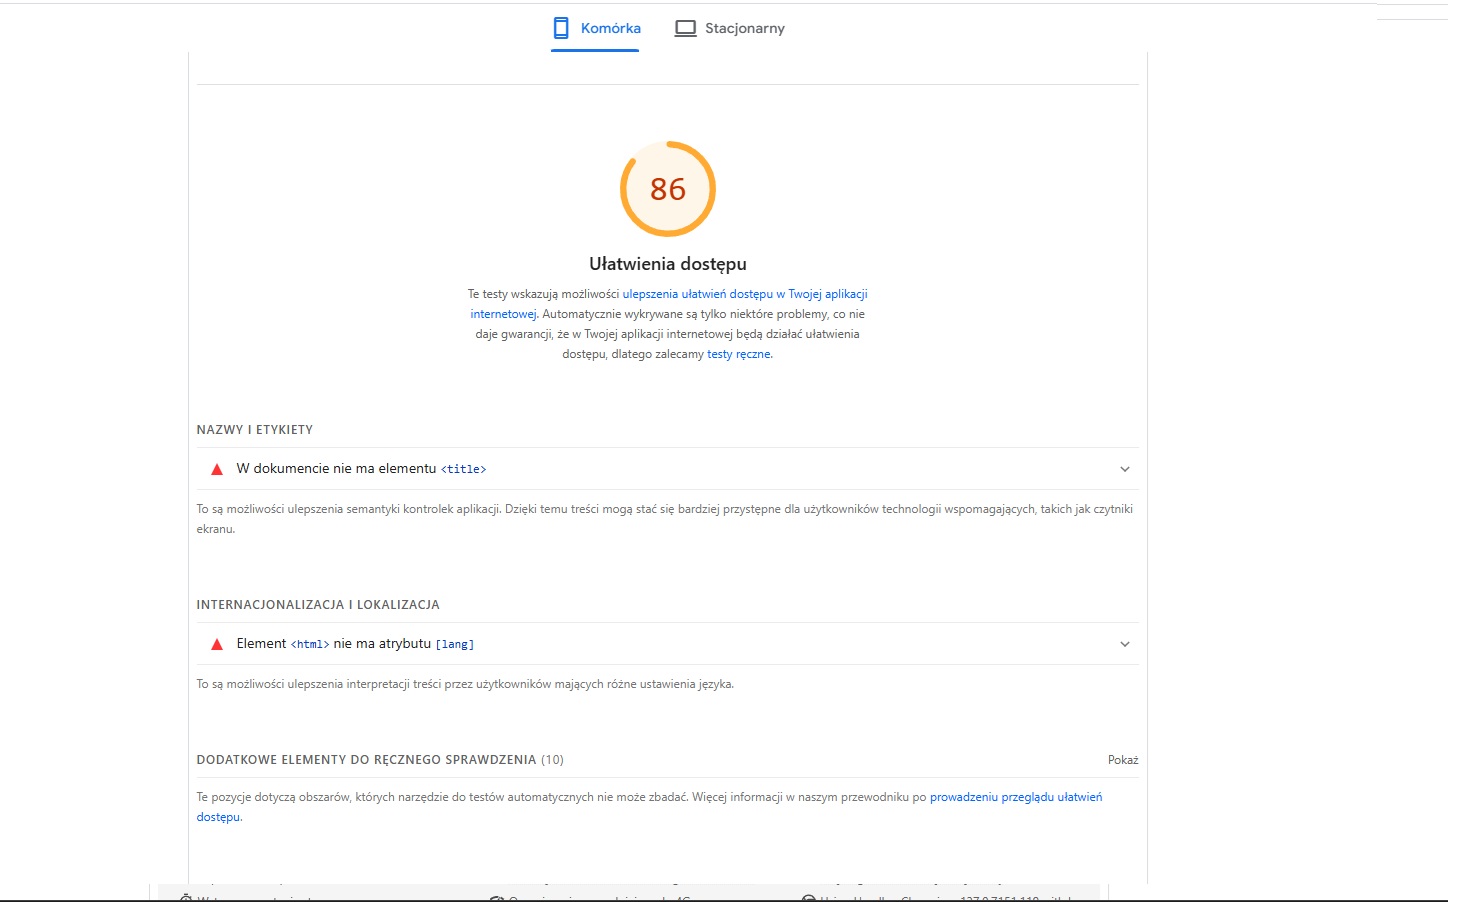 Komórka
Stacjonarny
86
Ułatwienia dostępu
Te testy wskazują możliwości ulepszenia ułatwień dostępu w Twojej aplikacji
internetowej. Automatycznie wykrywane są tylko niektóre problemy, co nie
daje gwarancji, że w Twojej aplikacji internetowej będą działać ułatwienia
dostępu, dlatego zalecamy testy ręczne.
NAZWY I ETYKIETY
W dokumencie nie ma elementu <title>
To są możliwości ulepszenia semantyki kontrolek aplikacji. Dzięki temu treści mogą stać się bardziej przystępne dla użytkowników technologii wspomagających, takich jak czytniki
ekranu.
INTERNACJONALIZACJA I LOKALIZACJA
Element <html> nie ma atrybutu [lang]
To są możliwości ulepszenia interpretacji treści przez użytkowników mających różne ustawienia języka.
DODATKOWE ELEMENTY DO RĘCZNEGO SPRAWDZENIA (10)
Pokaż
Te pozycje dotyczą obszarów, których narzędzie do testów automatycznych nie może zbadać. Więcej informacji w naszym przewodniku po prowadzeniu przeglądu ułatwień
dostępu.